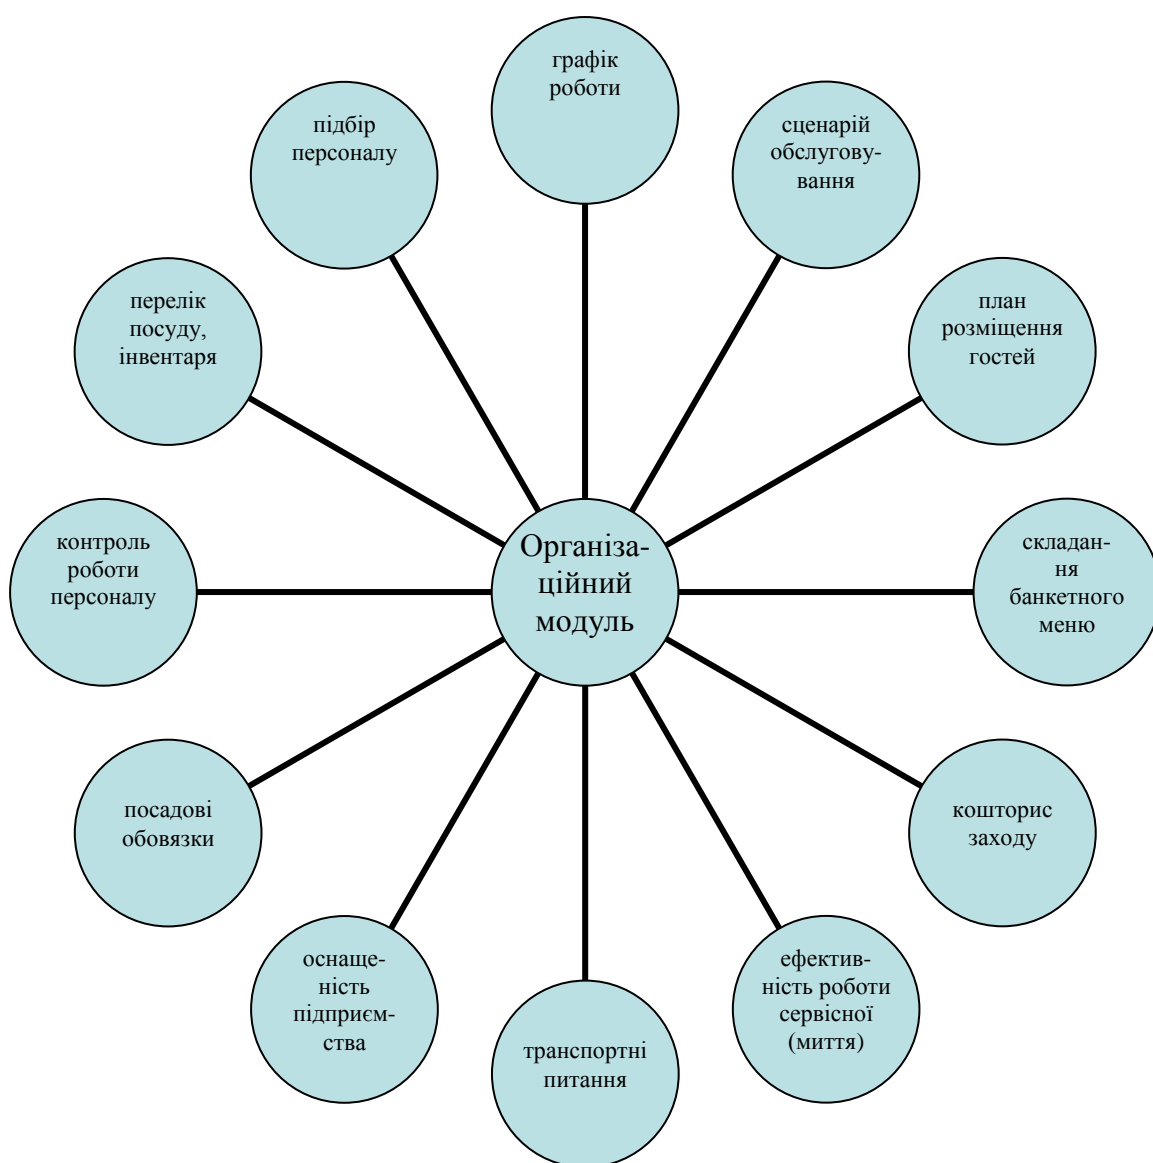 графік
роботи
сценарій
обслугову-
вання
план
розміщення
гостей
складан-
ня
банкетного
меню
кошторис
заходу
ефектив-
ність роботи
сервісної
(миття)
транспортні
питання
оснаще-
ність
підприєм-
ства
посадові
обовязки
контроль
роботи
персоналу
перелік
посуду,
інвентаря
підбір
персоналу
Організа-
ційний
модуль